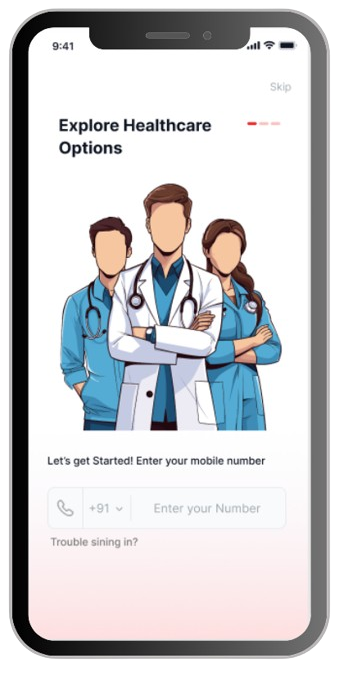 9:41
Skip
Explore Healthcare
Options
Let's get Started! Enter your mobile number
+91 Enter your Number
Trouble sining in?